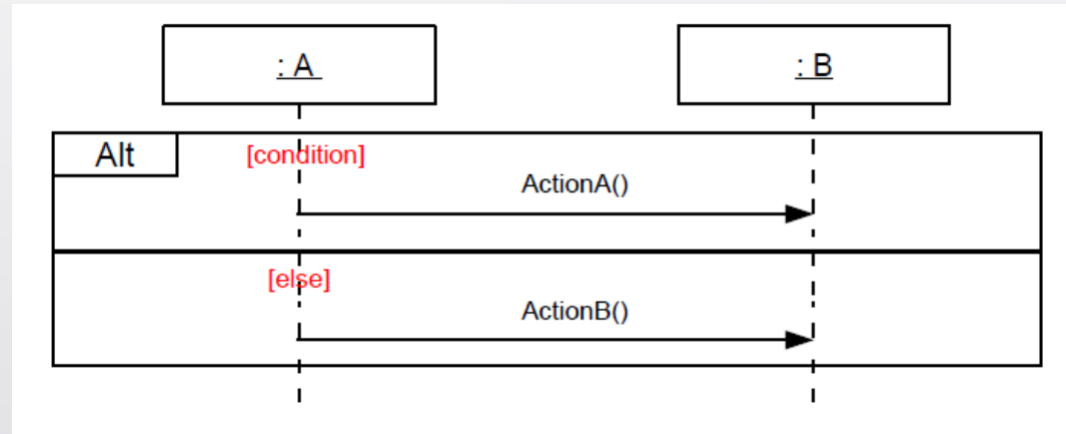 : A
: B
Alt
[condition]
ActionA()
[else]
ActionB()